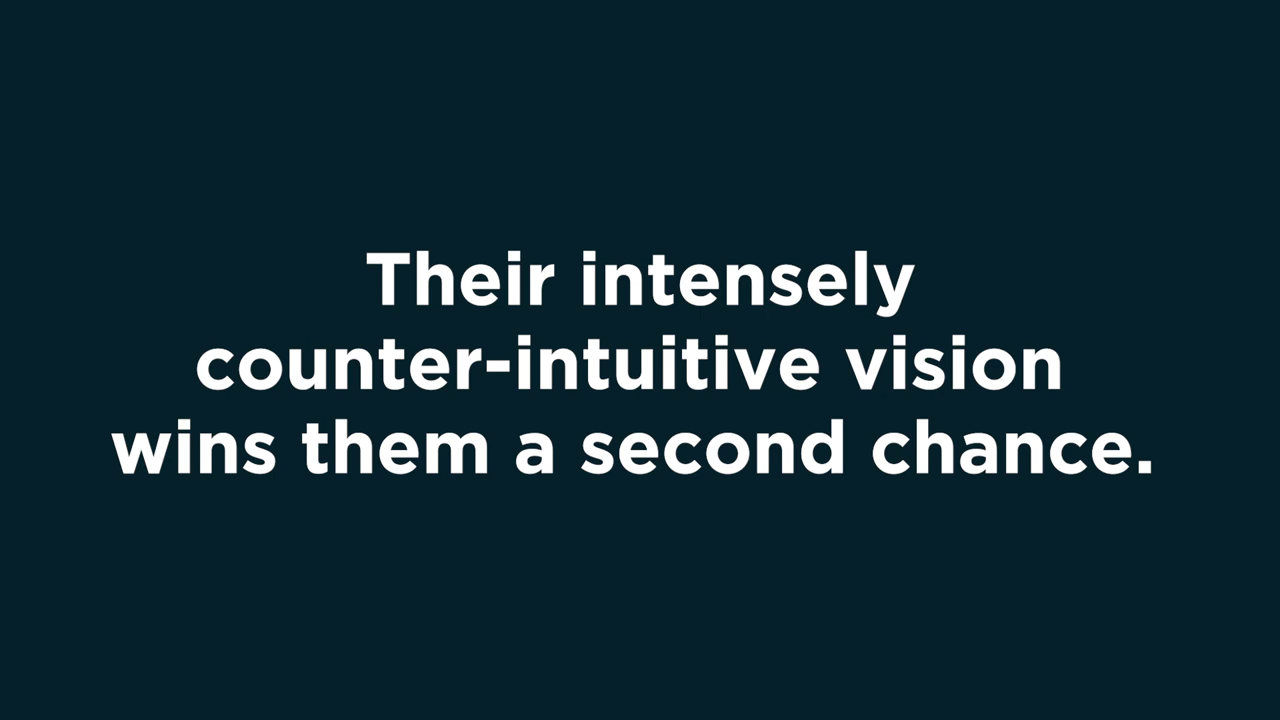 Their intensely
counter-intuitive vision
wins them a second chance.